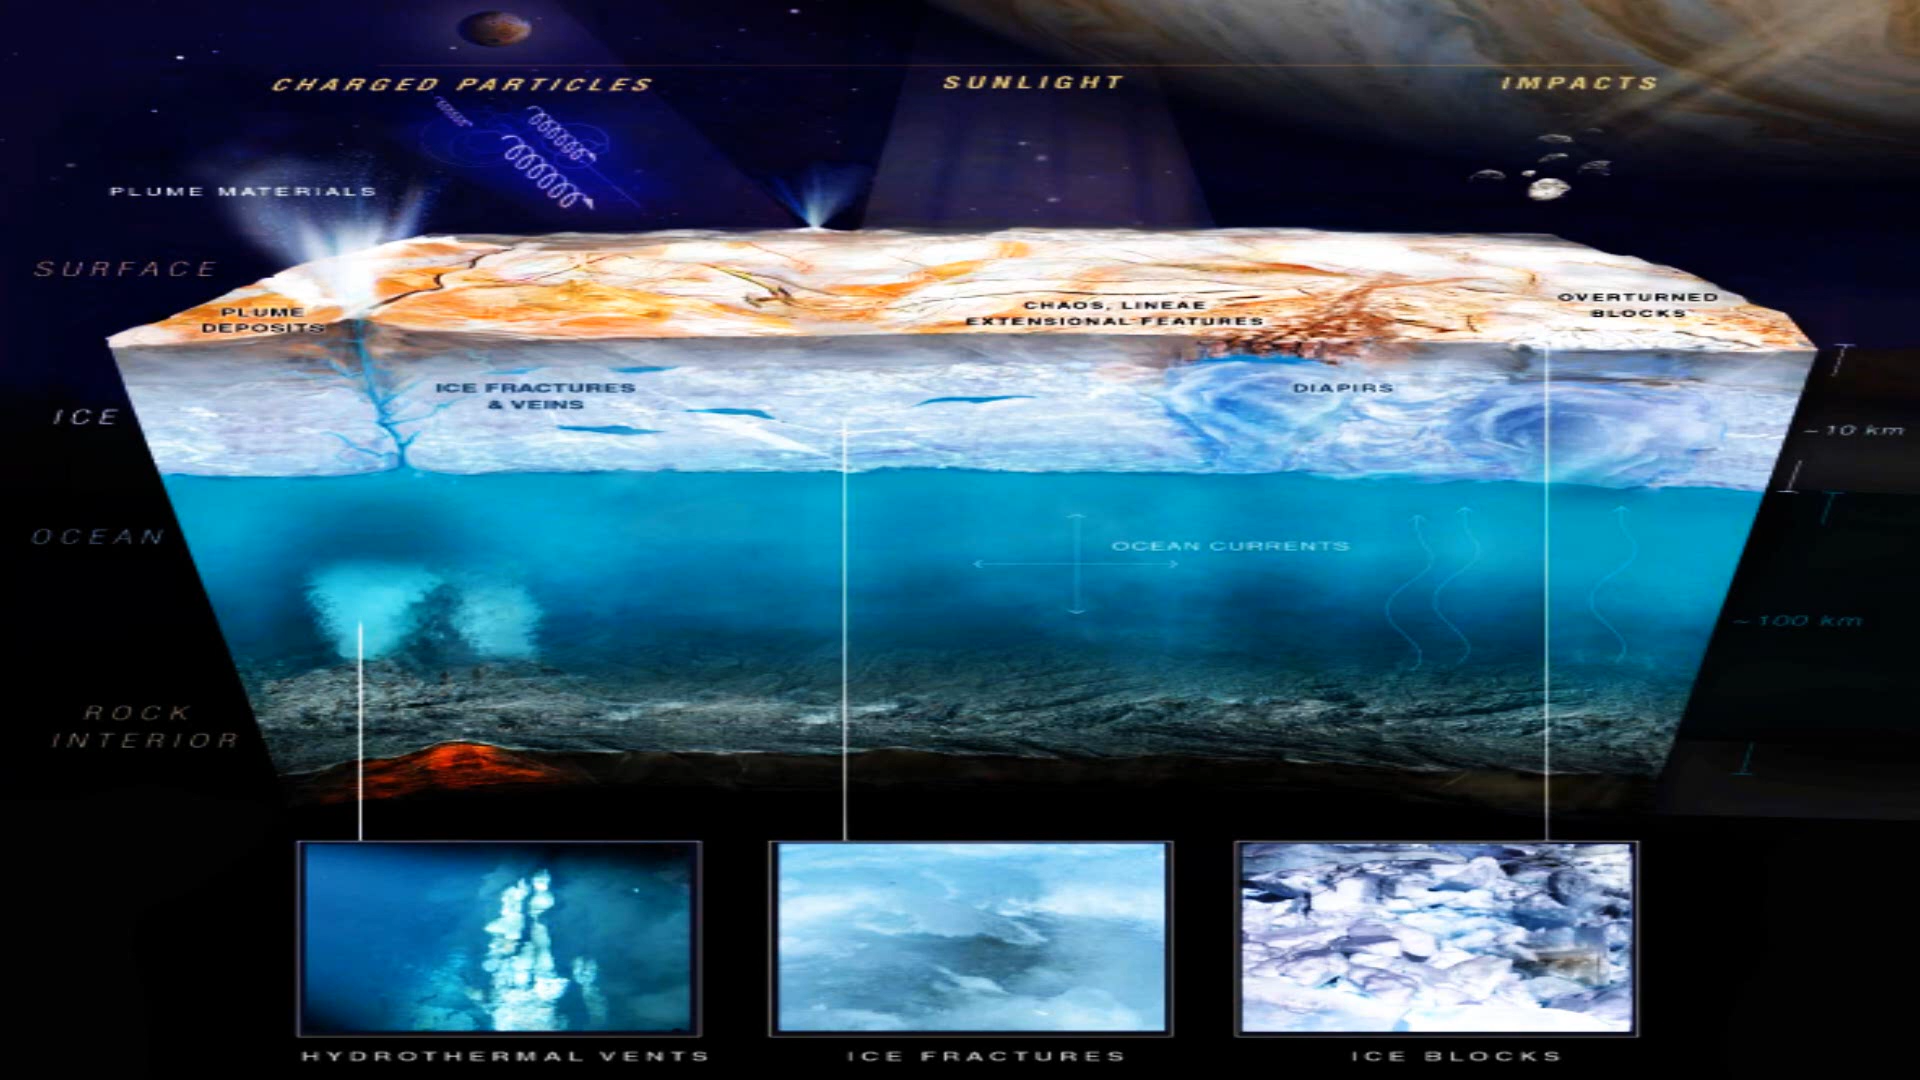 CHARGED PARTICLES
SUNLIGHT
IMPACTS
PLUME MATERIALS
SURFACE
PLUME
DEPOSITS
CHAOS, LINEAE
EXTENSIONAL FEATURES
OVERTURNED
BLOCKS
ICE
ICE FRACTURES
& VEINS
DIAPIRS
~10 km
OCEAN
OCEAN CURRENTS
~100 km
ROCK
INTERIOR
HYDROTHERMAL VENTS
ICE FRACTURES
ICE BLOCKS